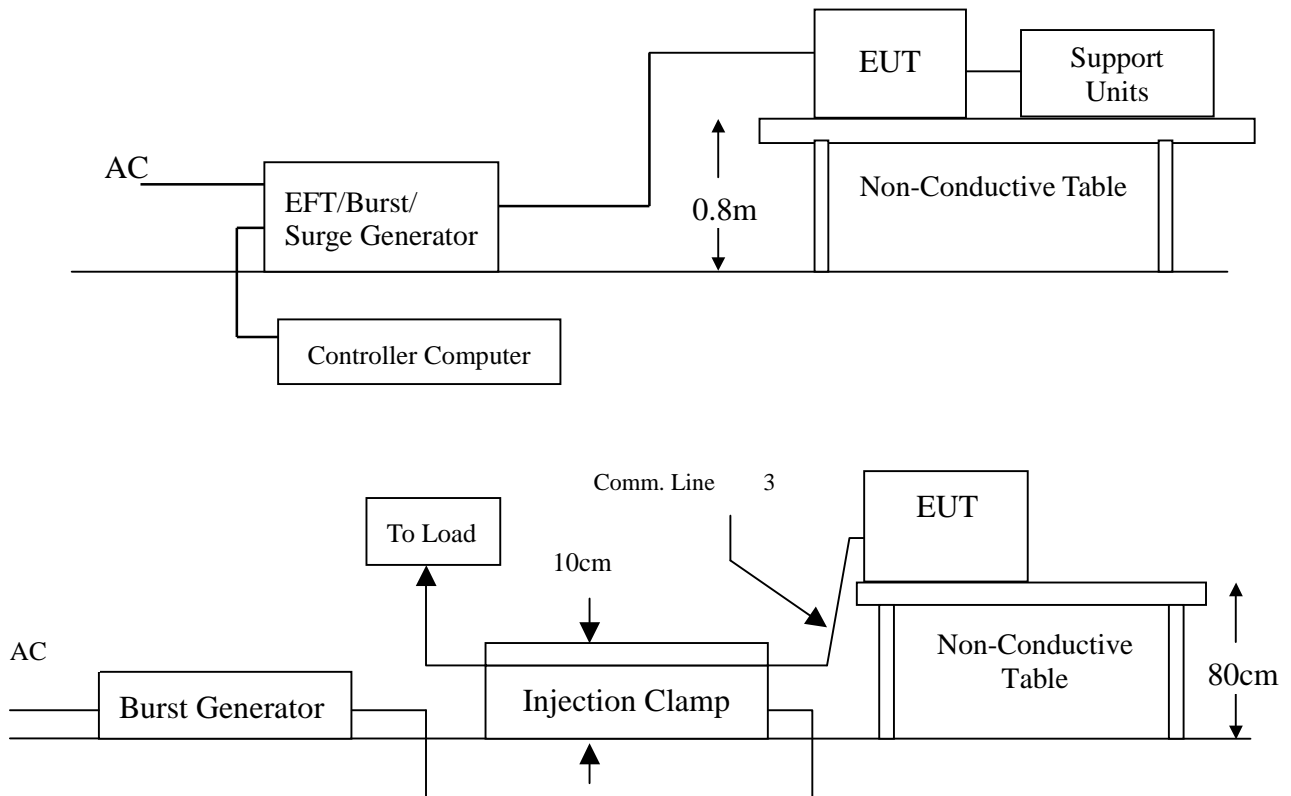 EUT
Support
Units
AC
EFT/Burst/
Surge Generator
0.8m
Non-Conductive Table
Controller Computer
Comm. Line 3
EUT
To Load
10cm
AC
Burst Generator
Injection Clamp
Non-Conductive
Table
80cm